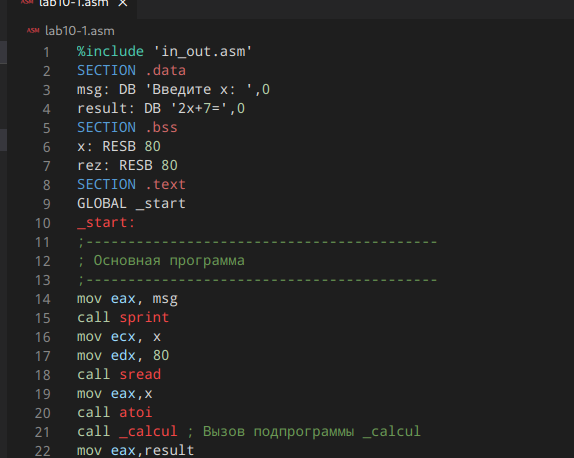 ASM lab10-1.asm X
ASM lab10-1.asm
1 %include 'in_out.asm'
2 SECTION .data
3 msg: DB 'Введите x: ',0
4 result: DB '2x+7=',0
5 SECTION .bss
6 x: RESB 80
7 rez: RESB 80
8 SECTION .text
9 GLOBAL _start
10 _start:
11 ;------------------------------------------
12 ; Основная программа
13 ;------------------------------------------
14 mov eax, msg
15 call sprint
16 mov ecx, x
17 mov edx, 80
18 call sread
19 mov eax,x
20 call atoi
21 call _calcul ; Вызов подпрограммы _calcul
22 mov eax,result